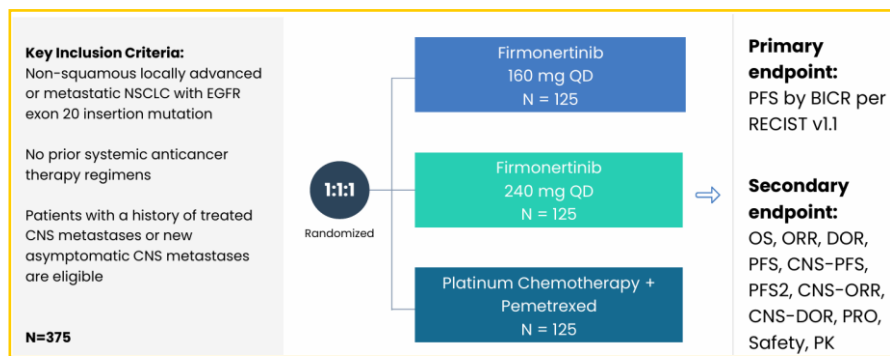 Key Inclusion Criteria:
Non-squamous locally advanced
or metastatic NSCLC with EGFR
exon 20 insertion mutation
No prior systemic anticancer
therapy regimens
Patients with a history of treated
CNS metastases or new
asymptomatic CNS metastases
are eligible
N=375
1:1:1
Randomized
Firmonertinib
160 mg QD
N = 125
Firmonertinib
240 mg QD
N = 125
Platinum Chemotherapy +
Pemetrexed
N = 125
Primary
endpoint:
PFS by BICR per
RECIST v1.1
Secondary
endpoint:
OS, ORR, DOR,
PFS, CNS-PFS,
PFS2, CNS-ORR,
CNS-DOR, PRO,
Safety, PK